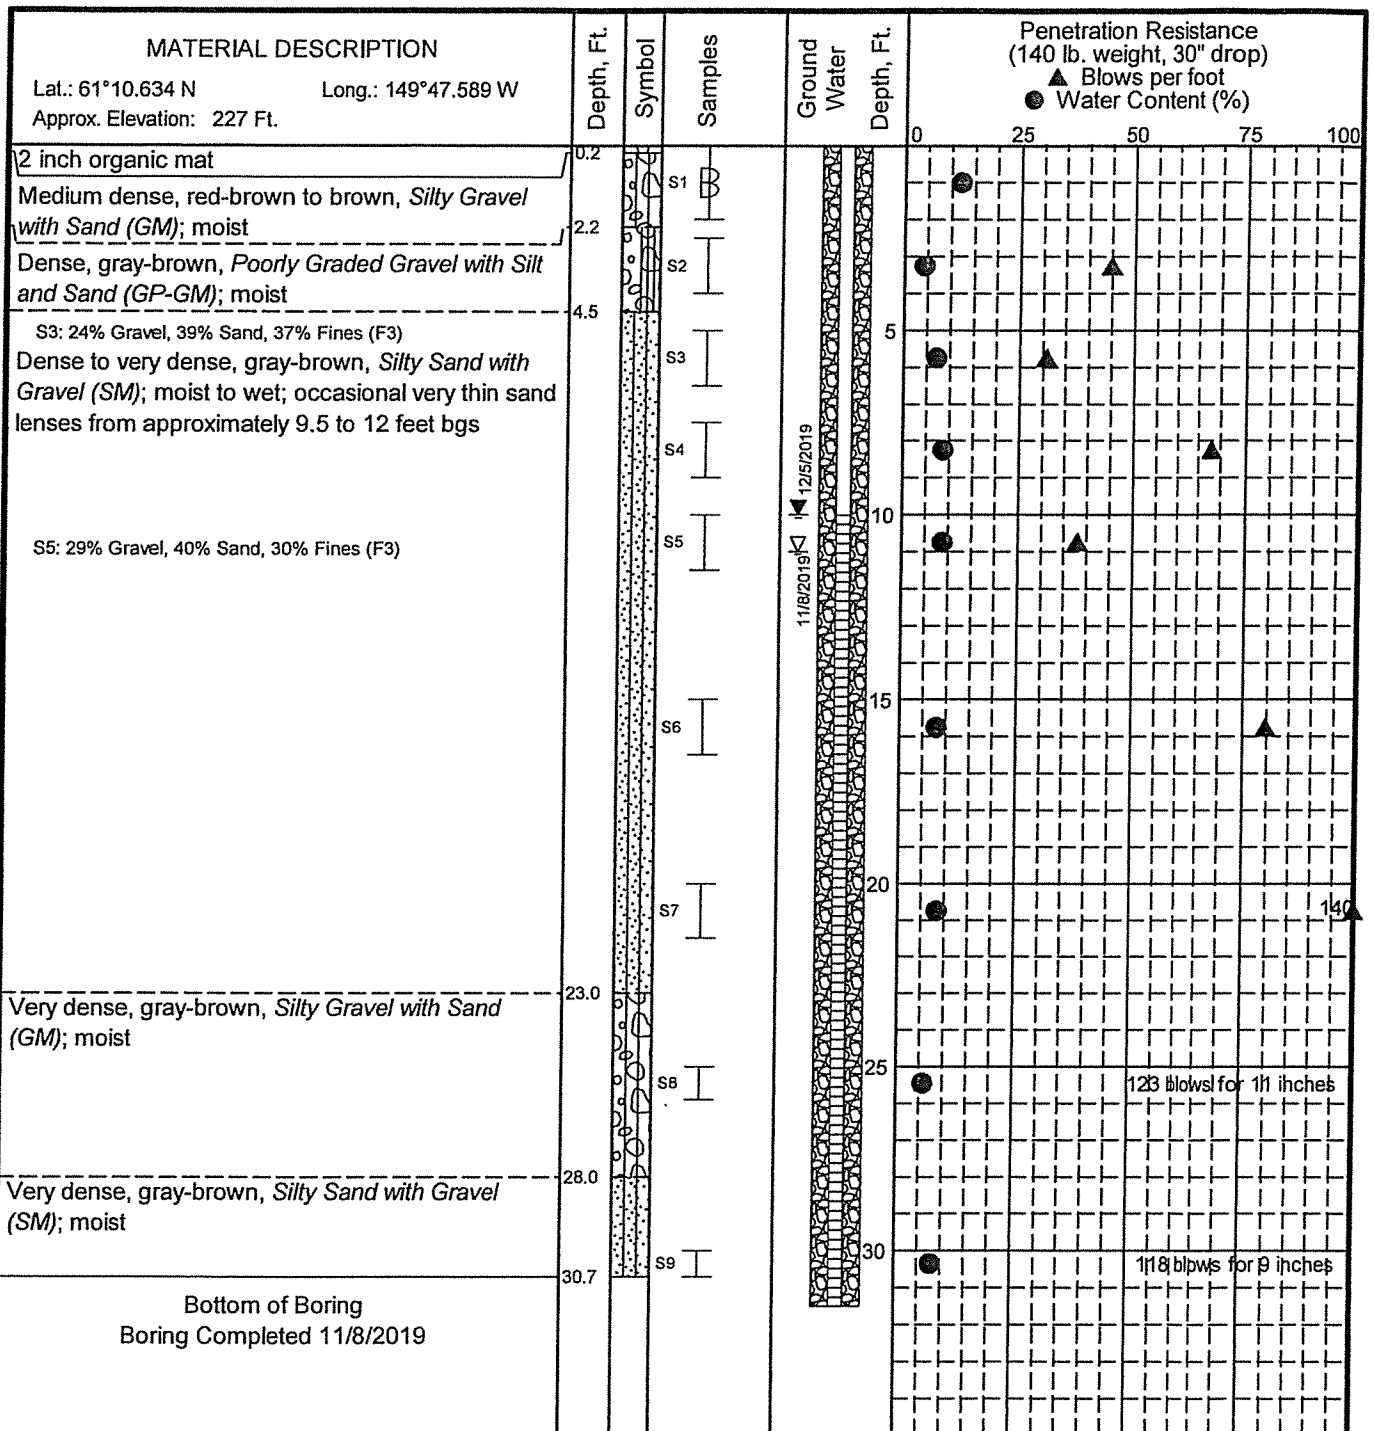 MATERIAL DESCRIPTION
Lat.: 61°10.634 N Long.: 149°47.589 W
Approx. Elevation: 227 Ft.
Depth, Ft.
Symbol
Samples
Ground
Water
Depth, Ft.
Penetration Resistance
(140 lb. weight, 30" drop)
▲ Blows per foot
● Water Content (%)
0 25 50 75 100
2 inch organic mat
0.2
Medium dense, red-brown to brown, Silty Gravel
with Sand (GM); moist
S1
B
2.2
Dense, gray-brown, Poorly Graded Gravel with Silt
and Sand (GP-GM); moist
S2
4.5
S3: 24% Gravel, 39% Sand, 37% Fines (F3)
Dense to very dense, gray-brown, Silty Sand with
Gravel (SM); moist to wet; occasional very thin sand
lenses from approximately 9.5 to 12 feet bgs
S3
5
S4
12/5/2019
10
S5: 29% Gravel, 40% Sand, 30% Fines (F3)
S5
11/8/2019
15
S6
20
S7
140
23.0
Very dense, gray-brown, Silty Gravel with Sand
(GM); moist
25
S8
123 blows for 11 inches
28.0
Very dense, gray-brown, Silty Sand with Gravel
(SM); moist
30
S9
118 blows for 9 inches
30.7
Bottom of Boring
Boring Completed 11/8/2019